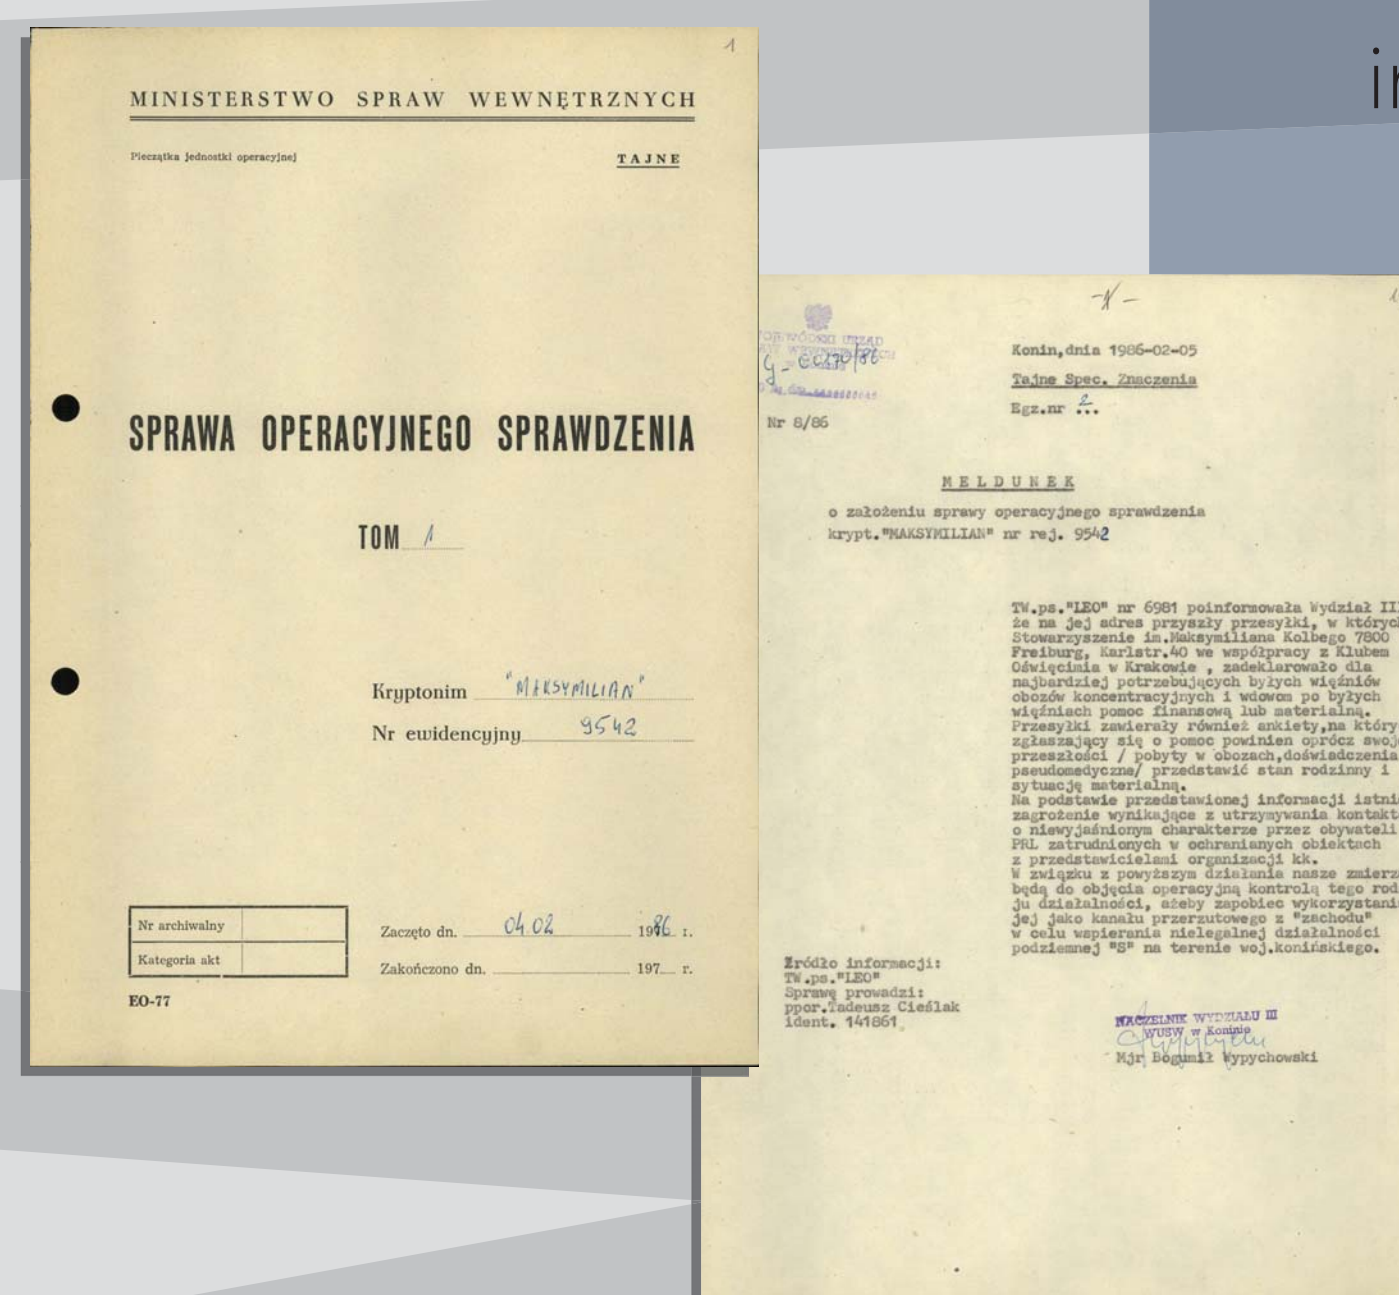 1
MINISTERSTWO SPRAW WEWNĘTRZNYCH
Pieczątka jednostki operacyjnej
TAJNE
SPRAWA OPERACYJNEGO SPRAWDZENIA
TOM 1
Kryptonim "MAKSYMILIAN"
Nr ewidencyjny 9542
Nr archiwalny
Kategoria akt
Zaczęto dn. 04.02 1986 r.
Zakończono dn. 197 r.
EO-77
in
Konin,dnia 1986-02-05
Tajne Spec. Znaczenia
Egz.nr 2
Nr 8/86
MELDUNEK
o założeniu sprawy operacyjnego sprawdzenia
krypt."MAKSYMILIAN" nr rej. 9542
TW.ps."LEO" nr 6981 poinformowała Wydział III
że na jej adres przyszły przesyłki, w których
Stowarzyszenie im.Maksymiliana Kolbego 7800
Freiburg, Karlstr.40 we współpracy z Klubem
Oświęcimia w Krakowie , zadeklarowało dla
najbardziej potrzebujących byłych więźniów
obozów koncentracyjnych i wdowom po byłych
więźniach pomoc finansową lub materialną.
Przesyłki zawierały również ankiety,na który
zgłaszający się o pomoc powinien oprócz swoj
przeszłości / pobyty w obozach,doświadczenia
pseudomedyczne/ przedstawić stan rodzinny i
sytuację materialną.
Na podstawie przedstawionej informacji istni
zagrożenie wynikające z utrzymywania kontakt
o niewyjaśnionym charakterze przez obywateli
PRL zatrudnionych w ochranianych obiektach
z przedstawicielami organizacji kk.
W związku z powyższym działania nasze zmierz
będą do objęcia operacyjną kontrolą tego rod
ju działalności, ażeby zapobiec wykorzystani
jej jako kanału przerzutowego z "zachodu"
w celu wspierania nielegalnej działalności
podziemnej "S" na terenie woj.konińskiego.
Źródło informacji:
TW.ps."LEO"
Sprawę prowadzi:
ppor.Tadeusz Cieślak
ident. 141861
NACZELNIK WYDZIAŁU III
WUSW w Koninie
Mjr Bogumił Wypychowski